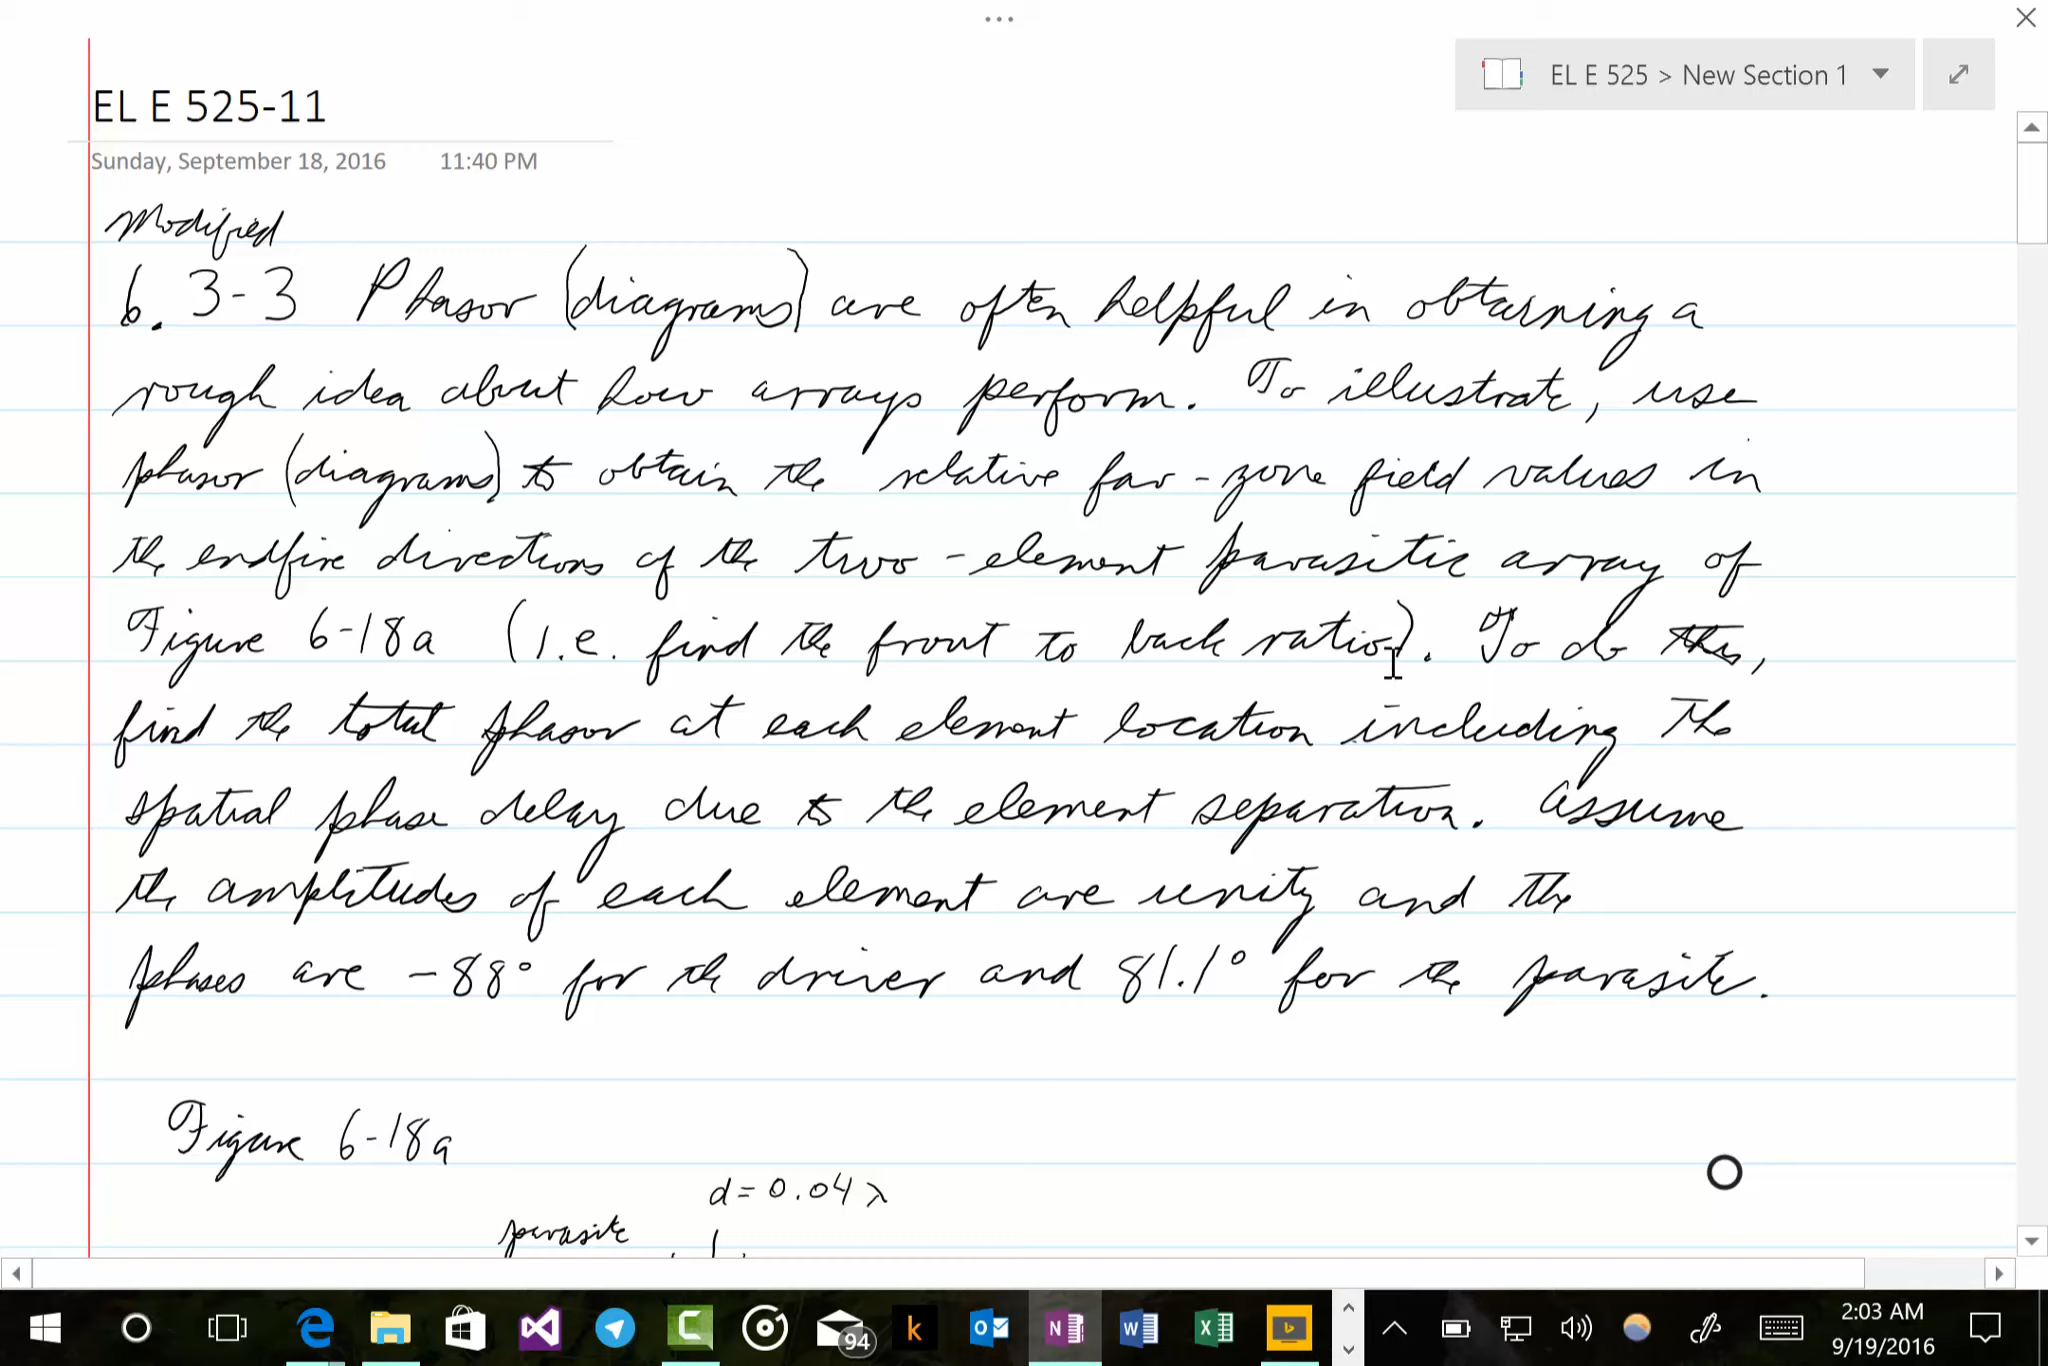 EL E 525 > New Section 1
EL E 525-11
Sunday, September 18, 2016 11:40 PM
Modified
6.3-3 Phasor (diagrams) are often helpful in obtaining a
rough idea about how arrays perform. To illustrate, use
phasor (diagrams) to obtain the relative far-zone field values in
the endfire directions of the two-element parasitic array of
Figure 6-18a (i.e. find the front to back ratio). To do this,
find the total phasor at each element location including the
spatial phase delay due to the element separation. Assume
the amplitudes of each element are unity and the
phases are -88° for the driver and 81.1° for the parasite.
Figure 6-18a
d = 0.04 λ
parasite
94
2:03 AM
9/19/2016